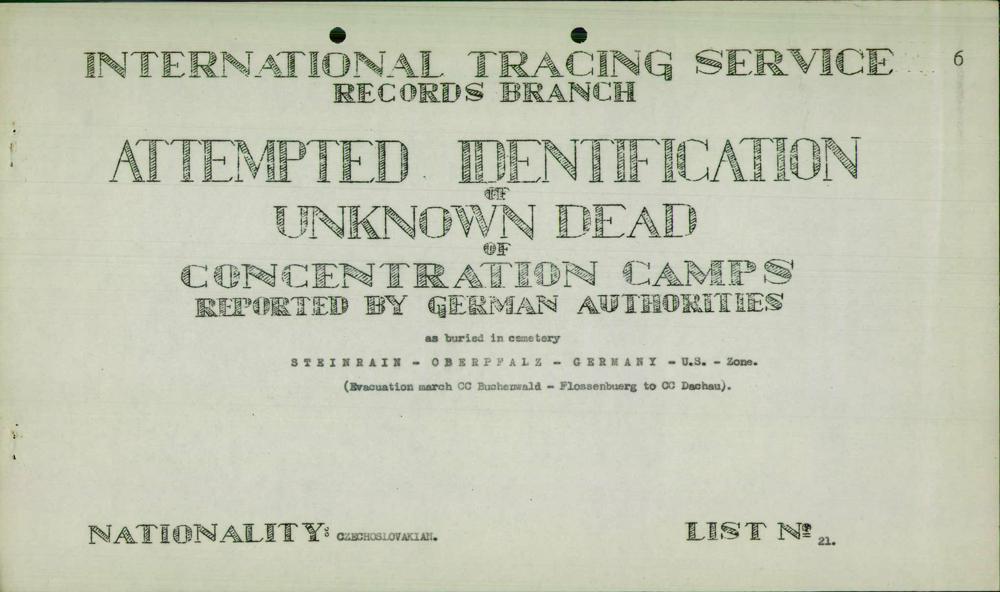 INTERNATIONAL TRACING SERVICE 6
RECORDS BRANCH
ATTEMPTED IDENTIFICATION
OF
UNKNOWN DEAD
OF
CONCENTRATION CAMPS
REPORTED BY GERMAN AUTHORITIES
as buried in cemetery
STEINRAIN - OBERPFALZ - GERMANY - U.S. - Zone.
(Evacuation march CC Buchenwald - Flossenbuerg to CC Dachau).
NATIONALITY: CZECHOSLOVAKIAN. LIST Nº 21.